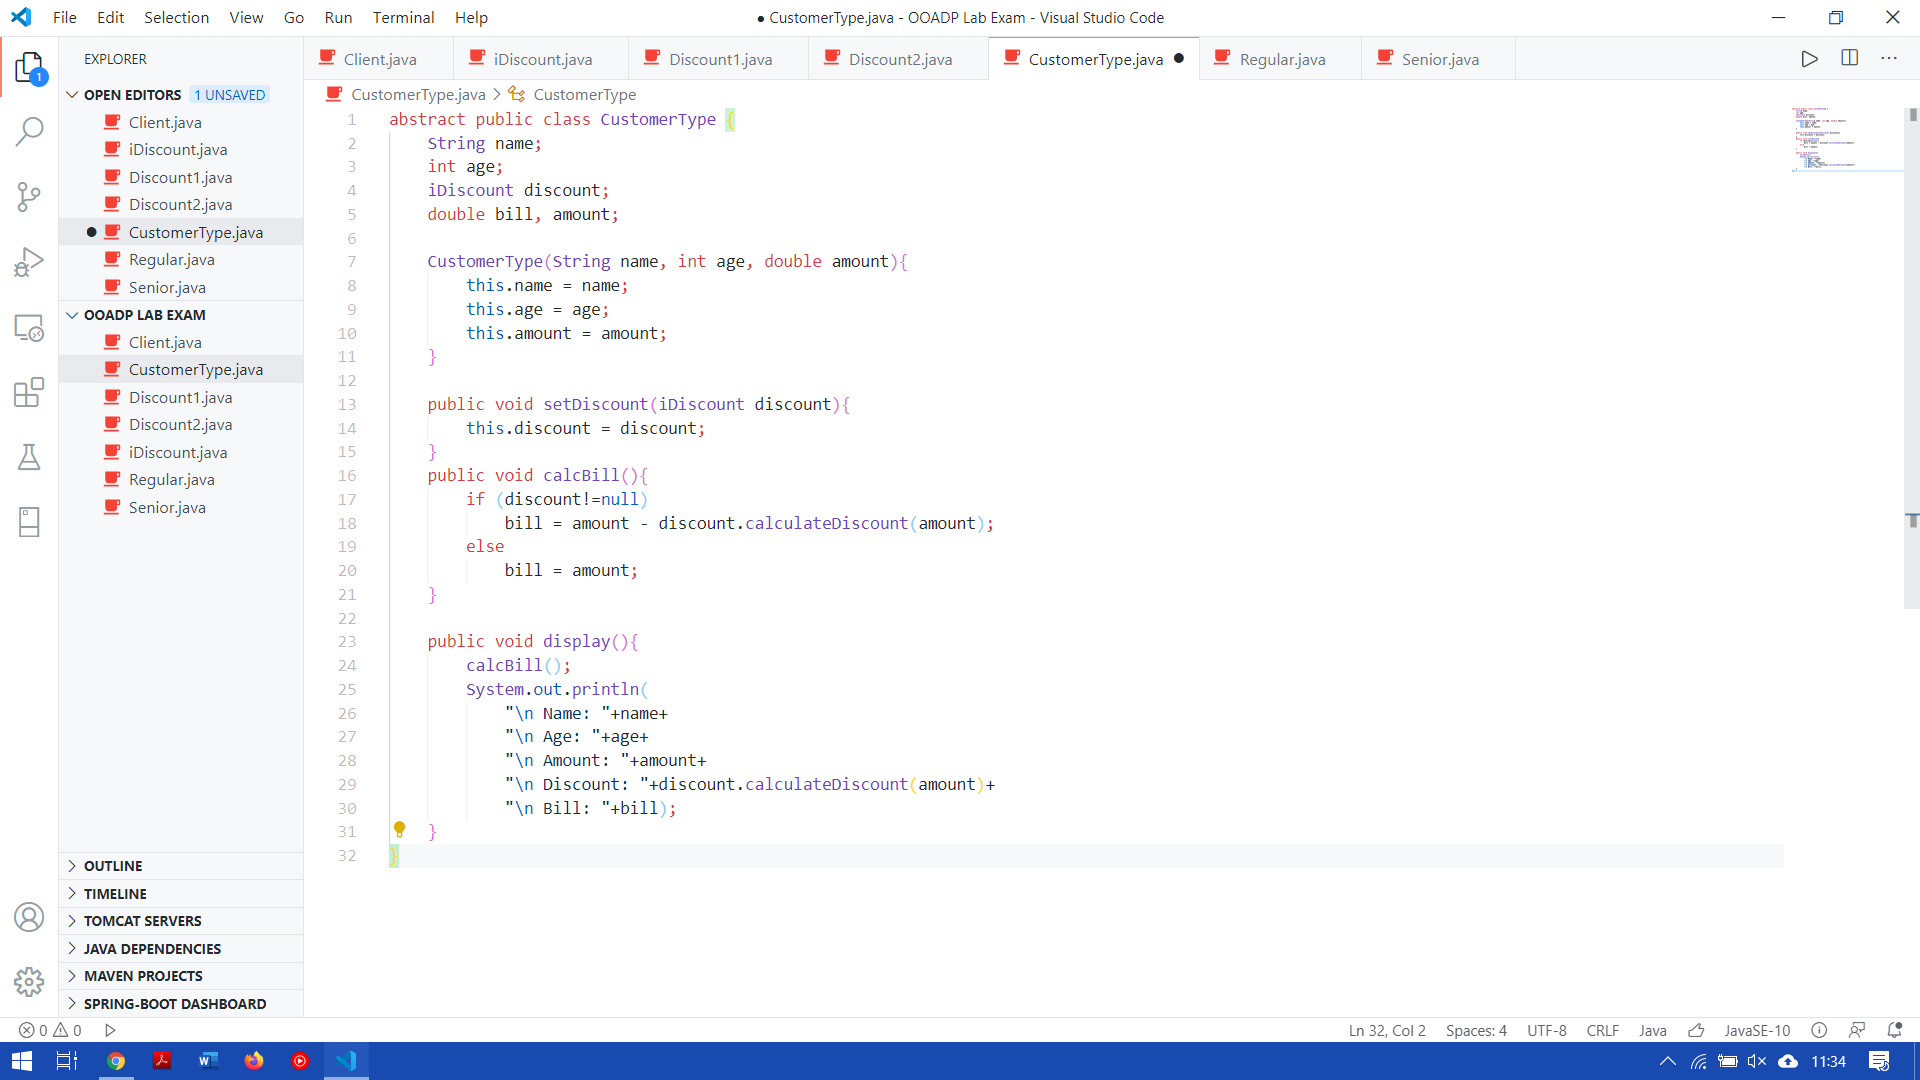 File Edit Selection View Go Run Terminal Help
● CustomerType.java - OOADP Lab Exam - Visual Studio Code
EXPLORER
OPEN EDITORS 1 UNSAVED
Client.java
iDiscount.java
Discount1.java
Discount2.java
● CustomerType.java
Regular.java
Senior.java
OOADP LAB EXAM
Client.java
CustomerType.java
Discount1.java
Discount2.java
iDiscount.java
Regular.java
Senior.java
OUTLINE
TIMELINE
TOMCAT SERVERS
JAVA DEPENDENCIES
MAVEN PROJECTS
SPRING-BOOT DASHBOARD
1
Client.java iDiscount.java Discount1.java Discount2.java CustomerType.java ● Regular.java Senior.java
CustomerType.java > CustomerType
1 abstract public class CustomerType {
2     String name;
3     int age;
4     iDiscount discount;
5     double bill, amount;
6
7     CustomerType(String name, int age, double amount){
8         this.name = name;
9         this.age = age;
10         this.amount = amount;
11     }
12
13     public void setDiscount(iDiscount discount){
14         this.discount = discount;
15     }
16     public void calcBill(){
17         if (discount!=null)
18             bill = amount - discount.calculateDiscount(amount);
19         else
20             bill = amount;
21     }
22
23     public void display(){
24         calcBill();
25         System.out.println(
26             "\n Name: "+name+
27             "\n Age: "+age+
28             "\n Amount: "+amount+
29             "\n Discount: "+discount.calculateDiscount(amount)+
30             "\n Bill: "+bill);
31     }
32 }
0 0 Ln 32, Col 2 Spaces: 4 UTF-8 CRLF Java JavaSE-10
11:34